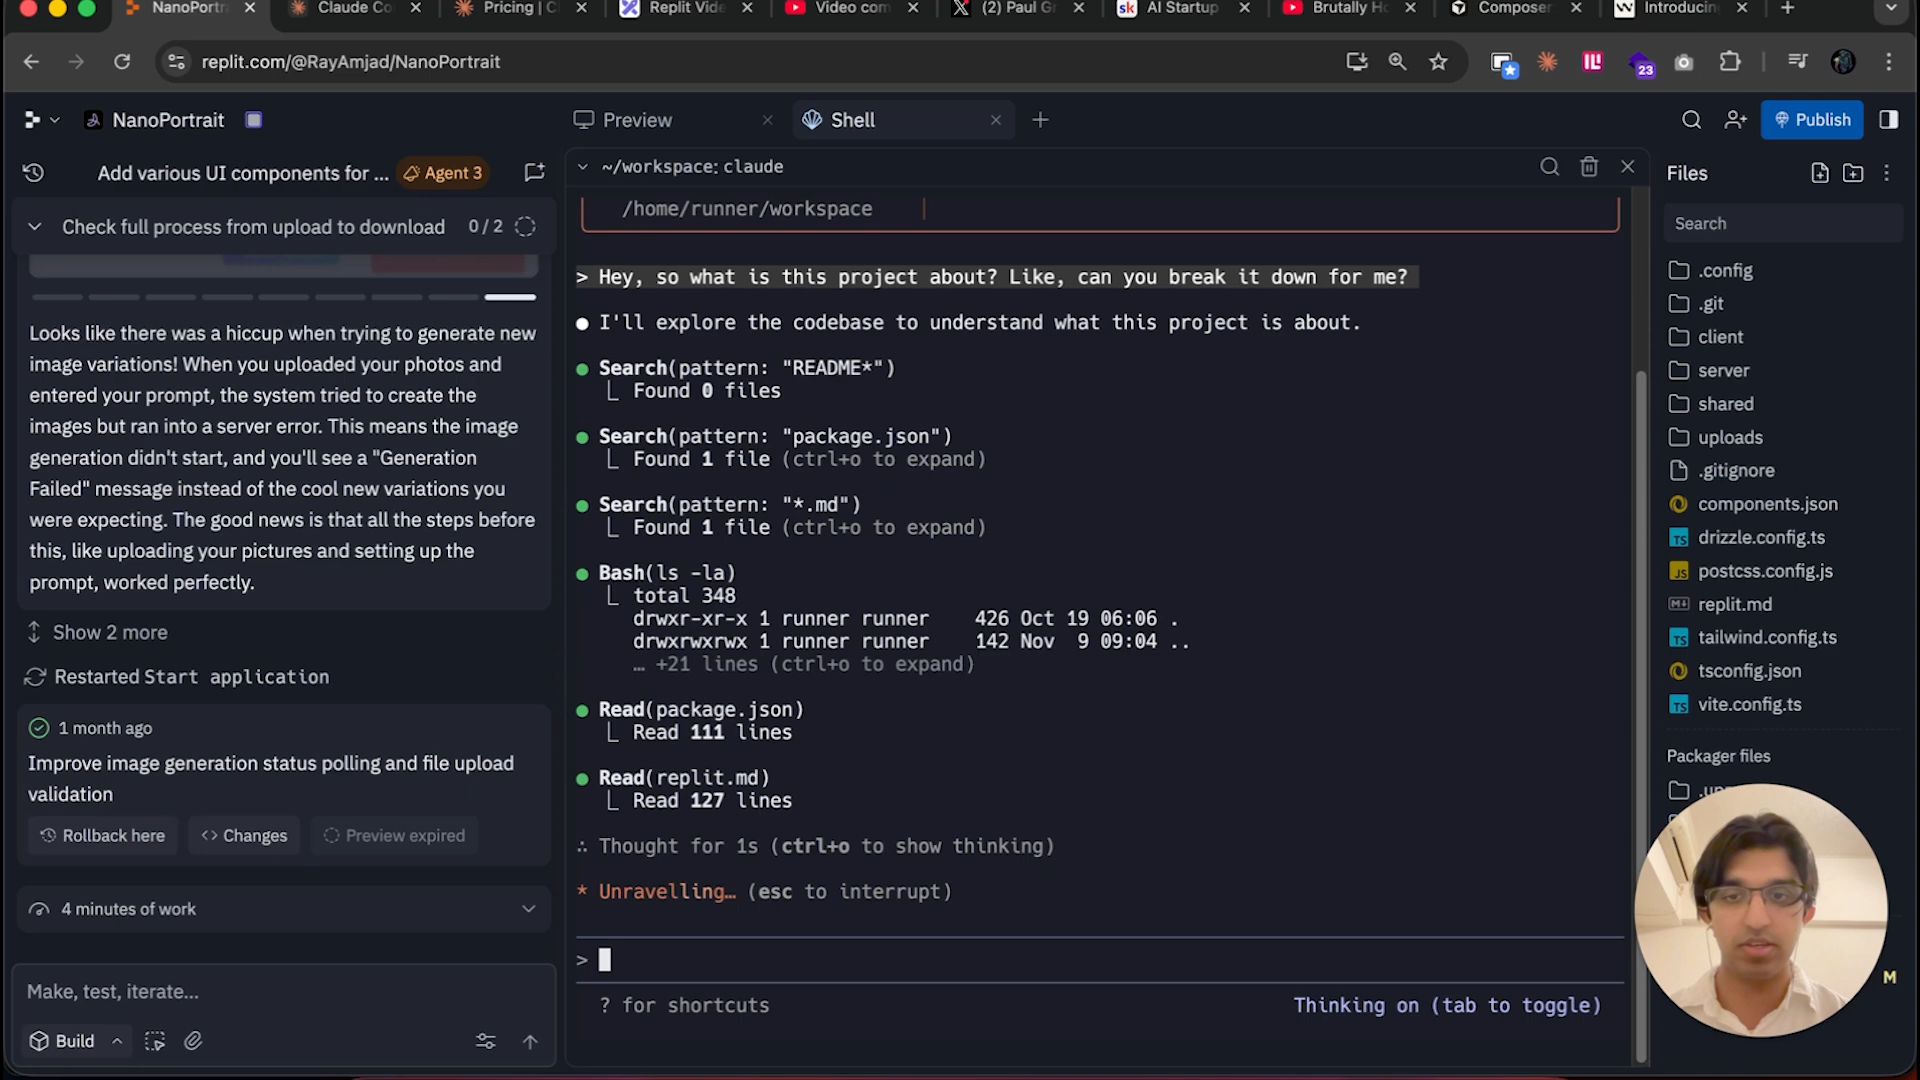 NanoPortr
Claude Co
Pricing | C
Replit Vide
Video com
(2) Paul Gr
AI Startup
Brutally Ho
Composer
Introducing
replit.com/@RayAmjad/NanoPortrait
23
NanoPortrait
Preview
Shell
Publish
Add various UI components for ...
Agent 3
Check full process from upload to download 0 / 2
Looks like there was a hiccup when trying to generate new
image variations! When you uploaded your photos and
entered your prompt, the system tried to create the
images but ran into a server error. This means the image
generation didn't start, and you'll see a "Generation
Failed" message instead of the cool new variations you
were expecting. The good news is that all the steps before
this, like uploading your pictures and setting up the
prompt, worked perfectly.
Show 2 more
Restarted Start application
1 month ago
Improve image generation status polling and file upload
validation
Rollback here
Changes
Preview expired
4 minutes of work
Make, test, iterate...
Build
~/workspace: claude
/home/runner/workspace
> Hey, so what is this project about? Like, can you break it down for me?
I'll explore the codebase to understand what this project is about.
Search(pattern: "README*")
Found 0 files
Search(pattern: "package.json")
Found 1 file (ctrl+o to expand)
Search(pattern: "*.md")
Found 1 file (ctrl+o to expand)
Bash(ls -la)
total 348
drwxr-xr-x 1 runner runner 426 Oct 19 06:06 .
drwxrwxrwx 1 runner runner 142 Nov 9 09:04 ..
… +21 lines (ctrl+o to expand)
Read(package.json)
Read 111 lines
Read(replit.md)
Read 127 lines
∴ Thought for 1s (ctrl+o to show thinking)
* Unravelling… (esc to interrupt)
>
? for shortcuts
Thinking on (tab to toggle)
Files
Search
.config
.git
client
server
shared
uploads
.gitignore
components.json
drizzle.config.ts
postcss.config.js
replit.md
tailwind.config.ts
tsconfig.json
vite.config.ts
Packager files
M